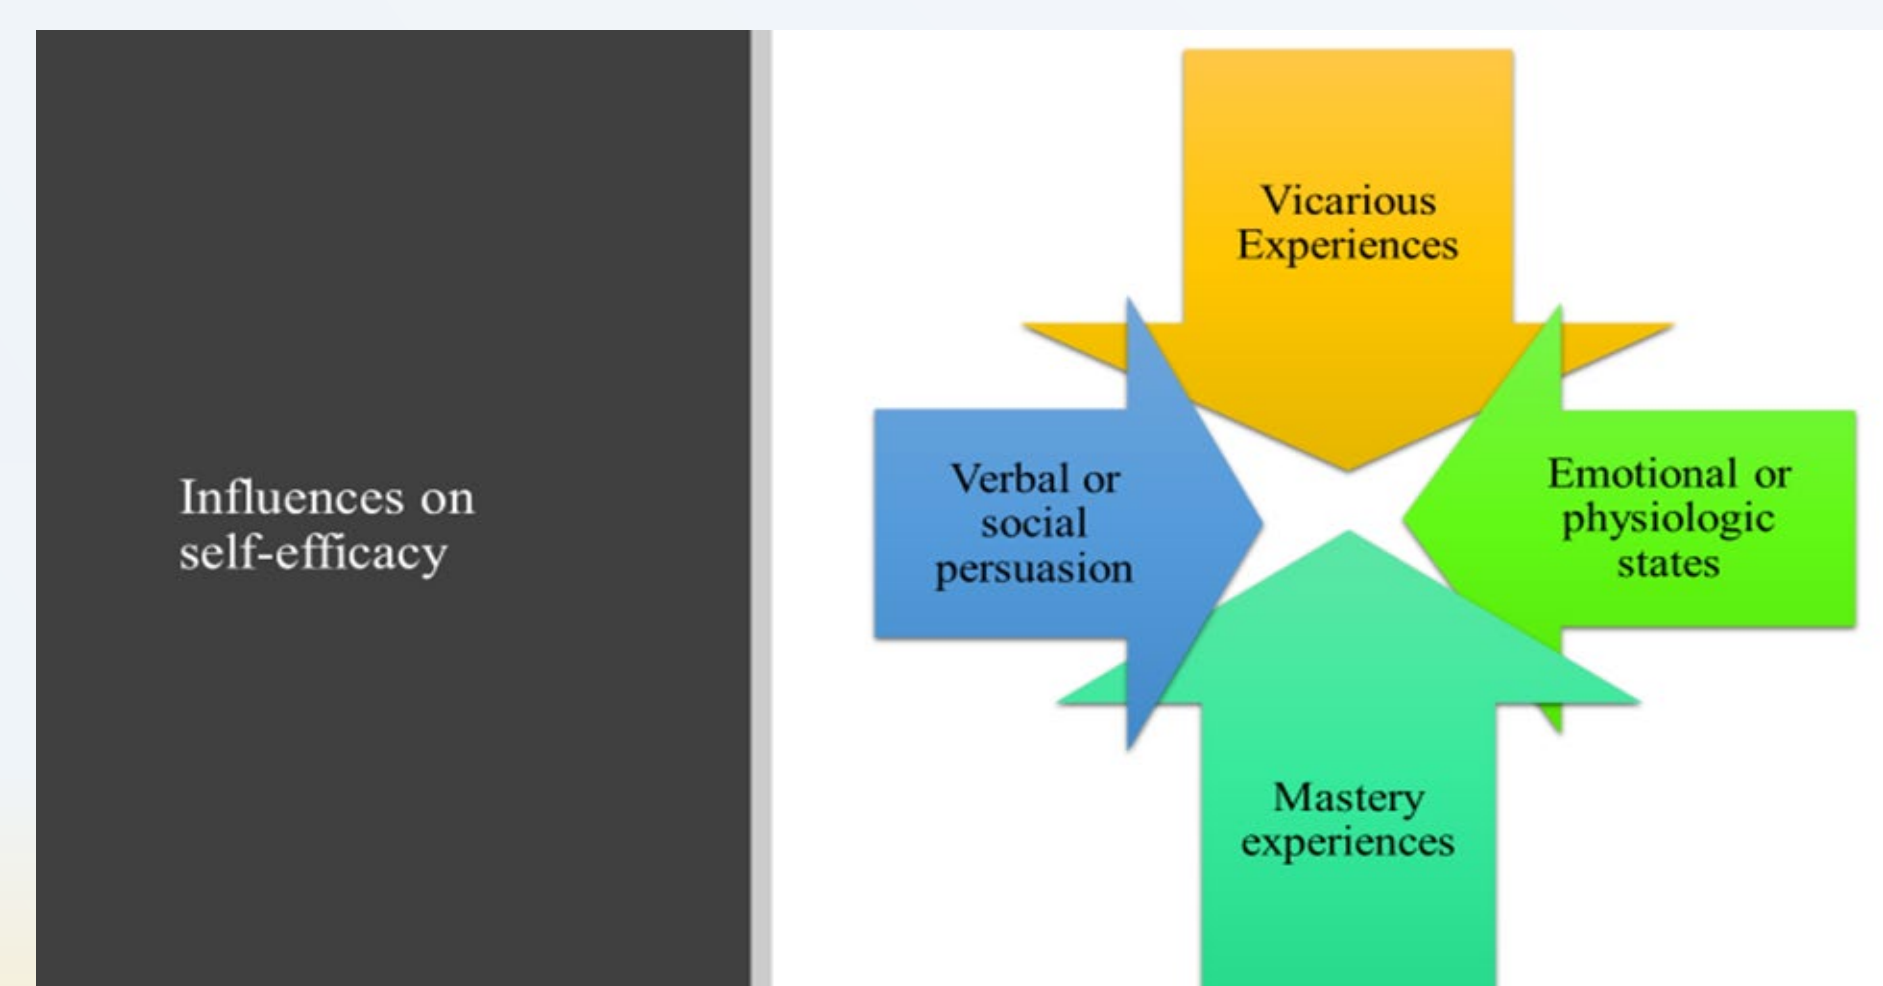 Influences on
self-efficacy
Vicarious
Experiences
Verbal or
social
persuasion
Emotional or
physiologic
states
Mastery
experiences